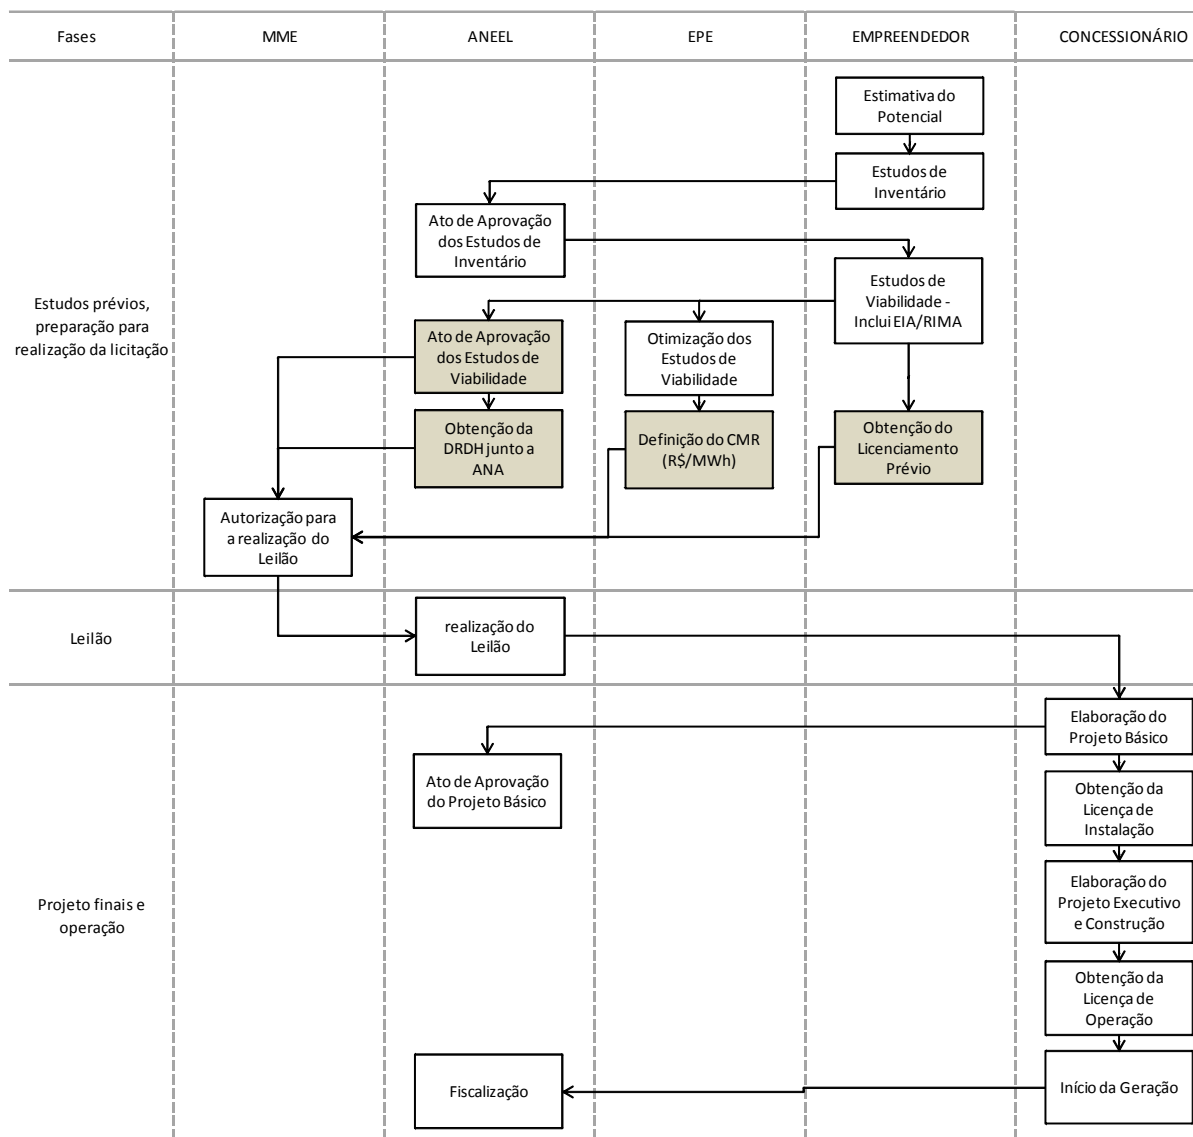 Fases
MME
ANEEL
EPE
EMPREENDEDOR
CONCESSIONÁRIO
Estimativa do
Potencial
Estudos de
Inventário
Ato de Aprovação
dos Estudos de
Inventário
Estudos de
Viabilidade -
Inclui EIA/RIMA
Estudos prévios,
preparação para
realização da licitação
Ato de Aprovação
dos Estudos de
Viabilidade
Otimização dos
Estudos de
Viabilidade
Obtenção da
DRDH junto a
ANA
Definição do CMR
(R$/MWh)
Obtenção do
Licenciamento
Prévio
Autorização para
a realização do
Leilão
Leilão
realização do
Leilão
Elaboração do
Projeto Básico
Ato de Aprovação
do Projeto Básico
Obtenção da
Licença de
Instalação
Projeto finais e
operação
Elaboração do
Projeto Executivo
e Construção
Obtenção da
Licença de
Operação
Fiscalização
Início da Geração